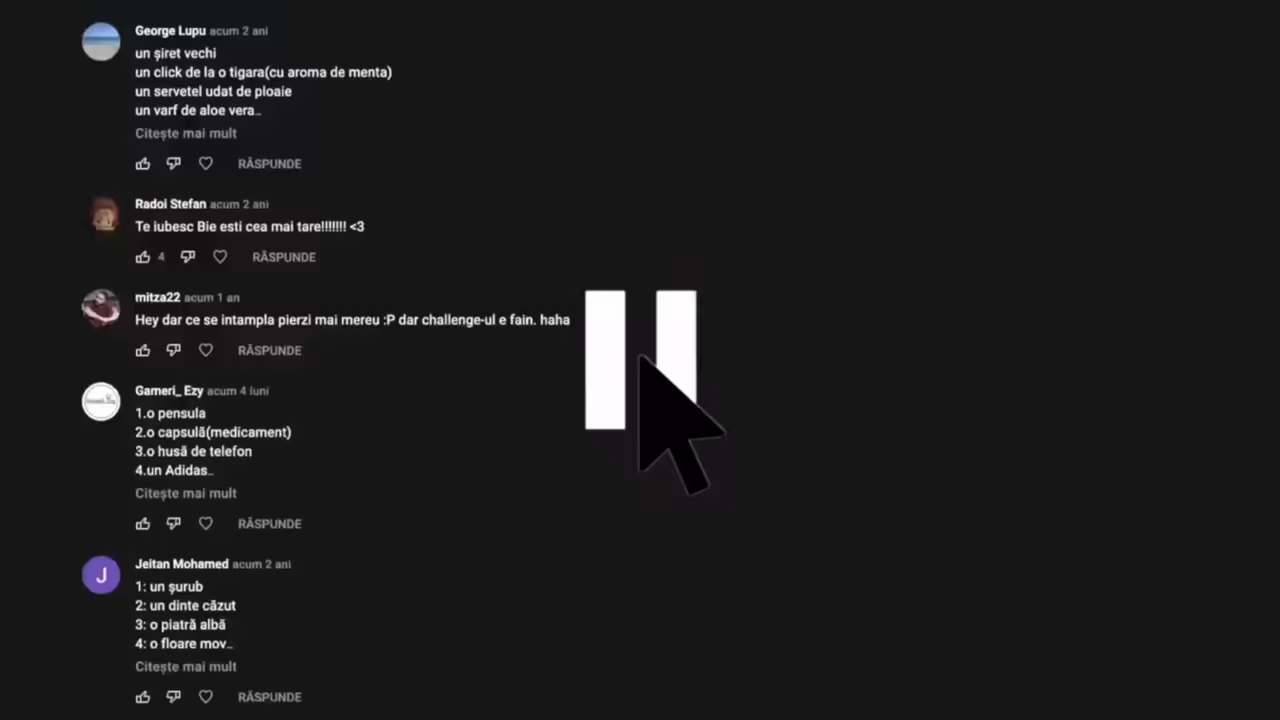 George Lupu acum 2 ani
un șiret vechi
un click de la o tigara(cu aroma de menta)
un servetel udat de ploaie
un varf de aloe vera...
Citește mai mult
RĂSPUNDE
Radoi Stefan acum 2 ani
Te iubesc Bie esti cea mai tare!!!!!!! <3
4 RĂSPUNDE
mitza22 acum 1 an
Hey dar ce se intampla pierzi mai mereu :P dar challenge-ul e fain. haha
RĂSPUNDE
Gameri_ Ezy acum 4 luni
1.o pensula
2.o capsulă(medicament)
3.o husă de telefon
4.un Adidas...
Citește mai mult
RĂSPUNDE
J
Jeitan Mohamed acum 2 ani
1: un șurub
2: un dinte căzut
3: o piatră albă
4: o floare mov...
Citește mai mult
RĂSPUNDE